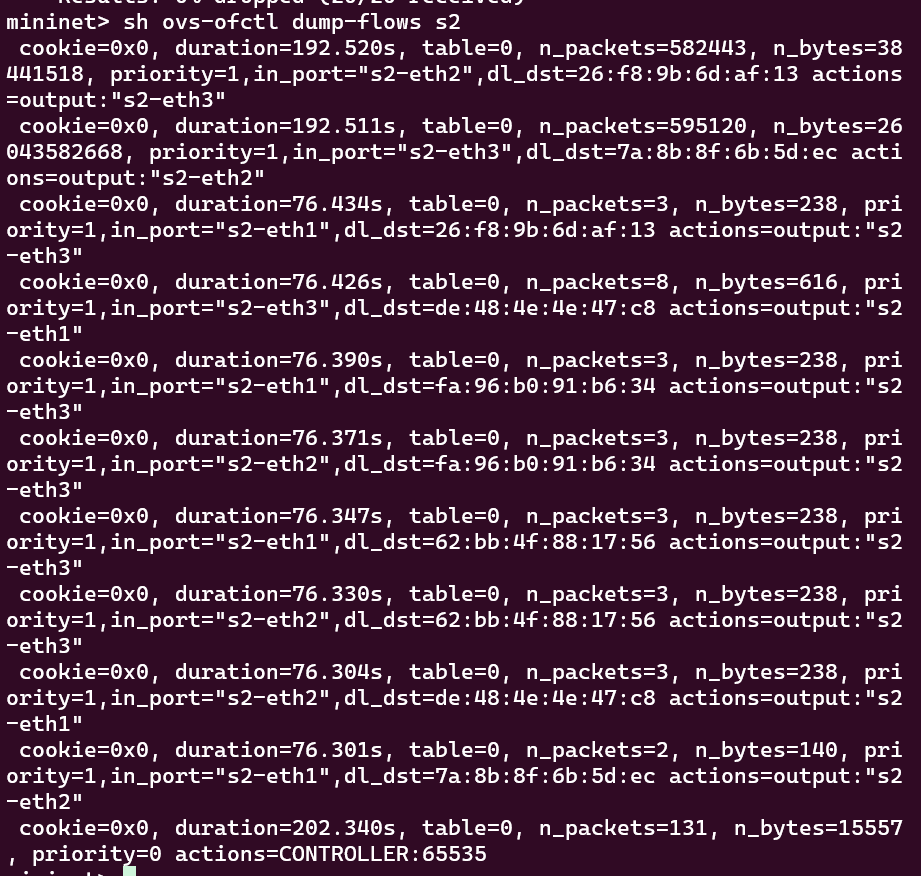 mininet> sh ovs-ofctl dump-flows s2
 cookie=0x0, duration=192.520s, table=0, n_packets=582443, n_bytes=38
441518, priority=1,in_port="s2-eth2",dl_dst=26:f8:9b:6d:af:13 actions
=output:"s2-eth3"
 cookie=0x0, duration=192.511s, table=0, n_packets=595120, n_bytes=26
043582668, priority=1,in_port="s2-eth3",dl_dst=7a:8b:8f:6b:5d:ec acti
ons=output:"s2-eth2"
 cookie=0x0, duration=76.434s, table=0, n_packets=3, n_bytes=238, pri
ority=1,in_port="s2-eth1",dl_dst=26:f8:9b:6d:af:13 actions=output:"s2
-eth3"
 cookie=0x0, duration=76.426s, table=0, n_packets=8, n_bytes=616, pri
ority=1,in_port="s2-eth3",dl_dst=de:48:4e:4e:47:c8 actions=output:"s2
-eth1"
 cookie=0x0, duration=76.390s, table=0, n_packets=3, n_bytes=238, pri
ority=1,in_port="s2-eth1",dl_dst=fa:96:b0:91:b6:34 actions=output:"s2
-eth3"
 cookie=0x0, duration=76.371s, table=0, n_packets=3, n_bytes=238, pri
ority=1,in_port="s2-eth2",dl_dst=fa:96:b0:91:b6:34 actions=output:"s2
-eth3"
 cookie=0x0, duration=76.347s, table=0, n_packets=3, n_bytes=238, pri
ority=1,in_port="s2-eth1",dl_dst=62:bb:4f:88:17:56 actions=output:"s2
-eth3"
 cookie=0x0, duration=76.330s, table=0, n_packets=3, n_bytes=238, pri
ority=1,in_port="s2-eth2",dl_dst=62:bb:4f:88:17:56 actions=output:"s2
-eth3"
 cookie=0x0, duration=76.304s, table=0, n_packets=3, n_bytes=238, pri
ority=1,in_port="s2-eth2",dl_dst=de:48:4e:4e:47:c8 actions=output:"s2
-eth1"
 cookie=0x0, duration=76.301s, table=0, n_packets=2, n_bytes=140, pri
ority=1,in_port="s2-eth1",dl_dst=7a:8b:8f:6b:5d:ec actions=output:"s2
-eth2"
 cookie=0x0, duration=202.340s, table=0, n_packets=131, n_bytes=15557
, priority=0 actions=CONTROLLER:65535